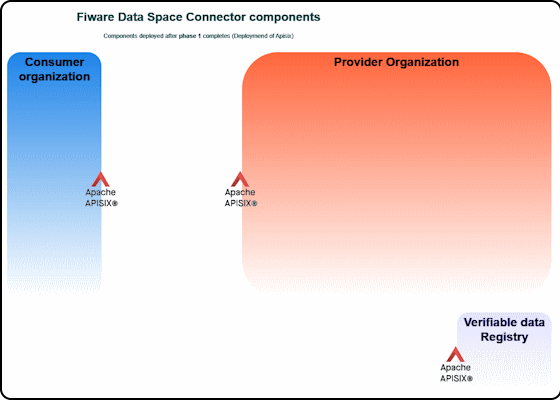 Fiware Data Space Connector components
Components deployed after phase 1 completes (Deploymend of Apisix)
Consumer
organization
Provider Organization
Apache
APISIX®
Apache
APISIX®
Verifiable data
Registry
Apache
APISIX®